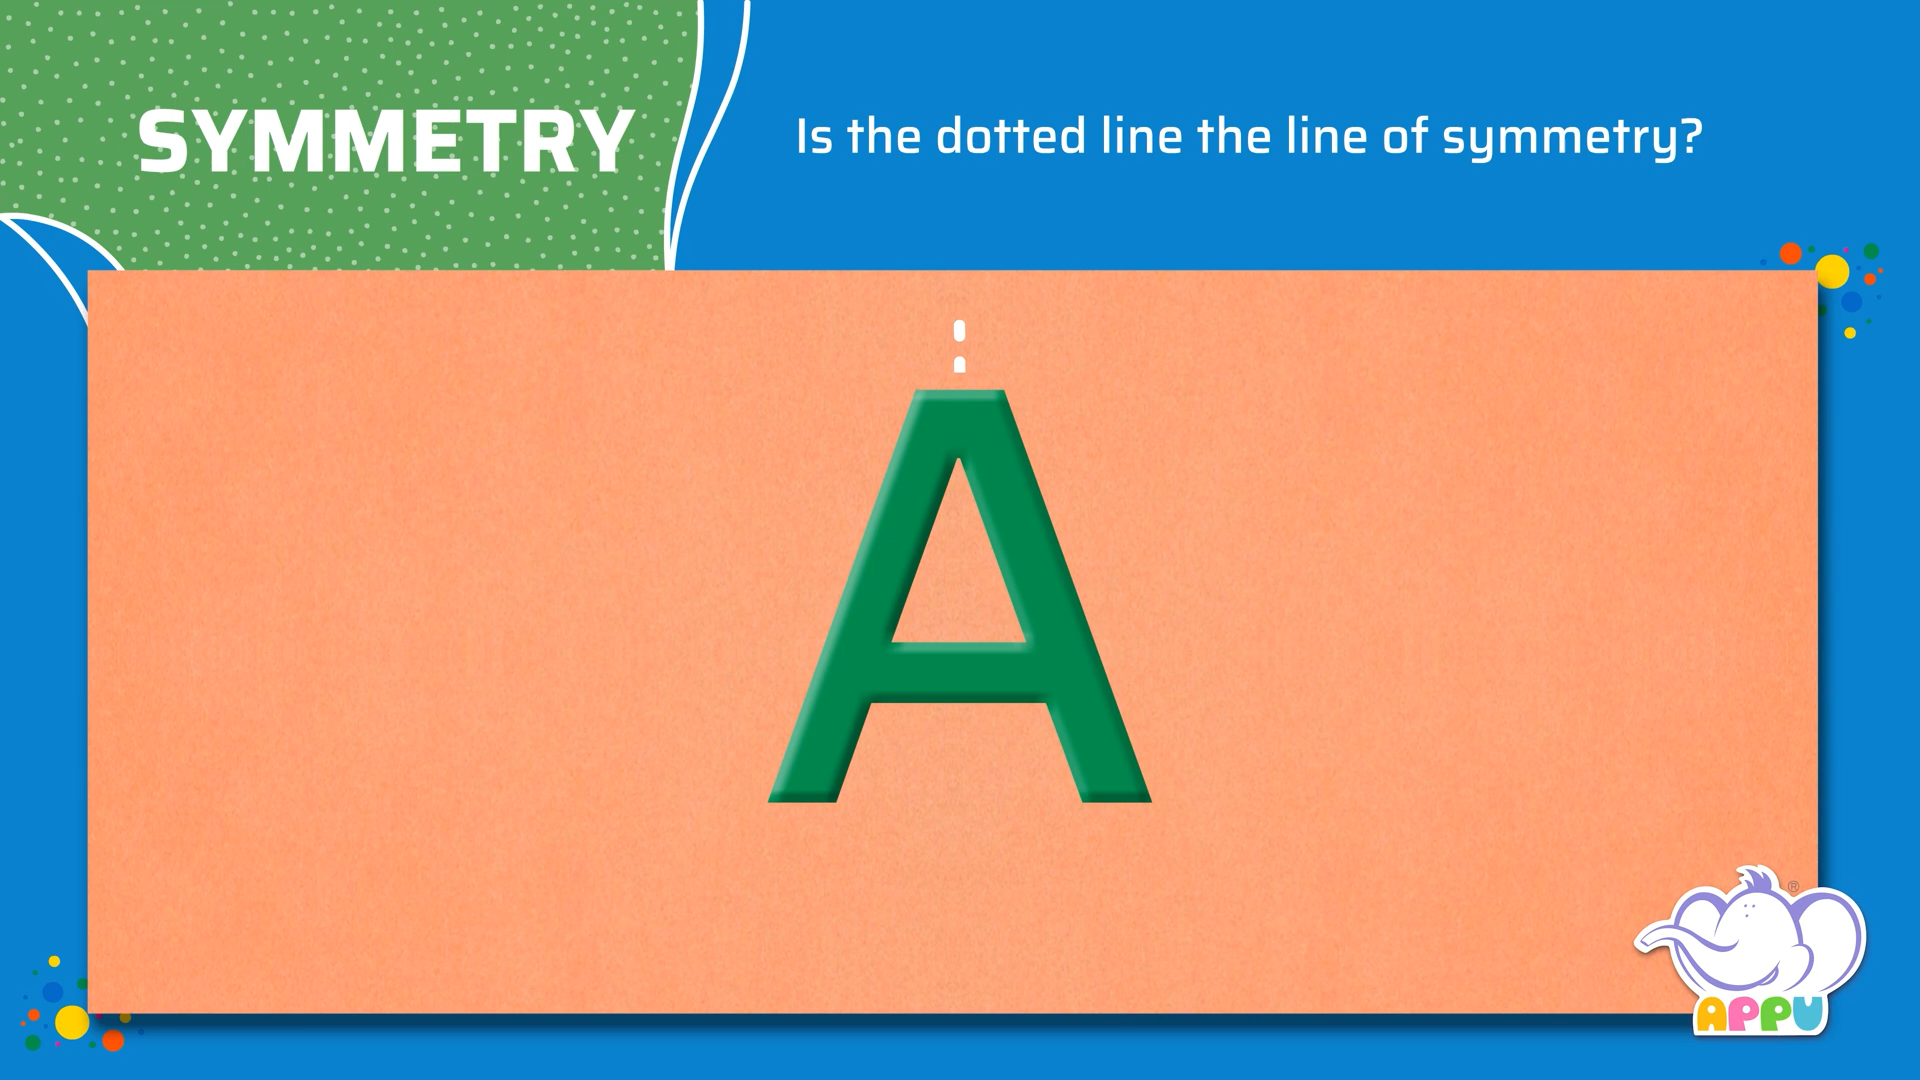 SYMMETRY
Is the dotted line the line of symmetry?
A
®
APPU